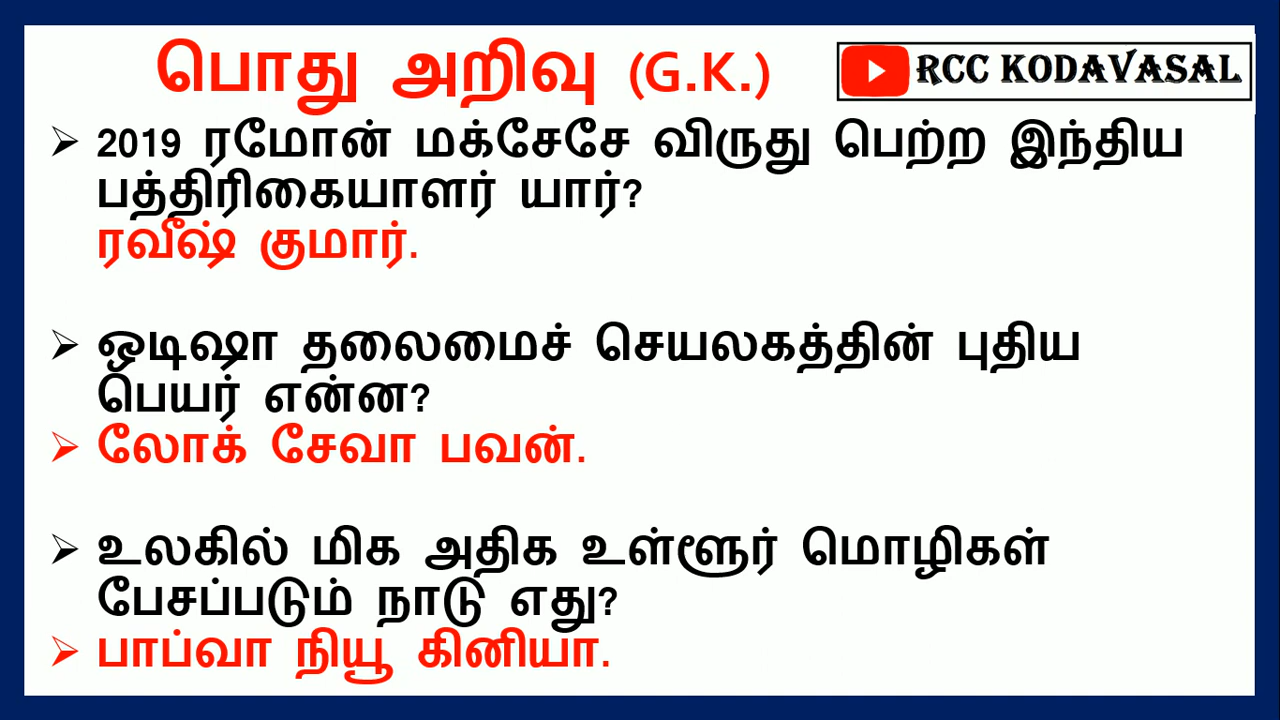 பொது அறிவு (G.K.)
RCC KODAVASAL
➢ 2019 ரமோன் மக்சேசே விருது பெற்ற இந்திய
பத்திரிகையாளர் யார்?
ரவீஷ் குமார்.
➢ ஒடிஷா தலைமைச் செயலகத்தின் புதிய
பெயர் என்ன?
➢ லோக் சேவா பவன்.
➢ உலகில் மிக அதிக உள்ளூர் மொழிகள்
பேசப்படும் நாடு எது?
➢ பாப்வா நியூ கினியா.